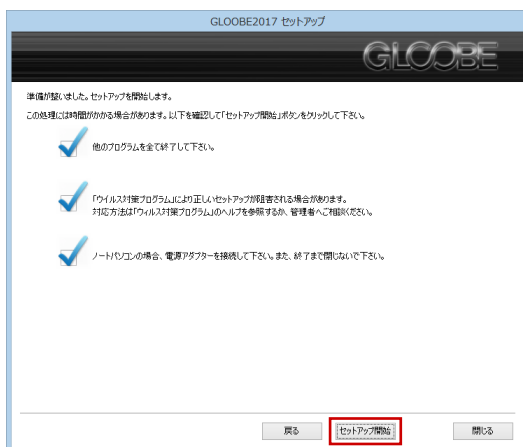 GLOOBE2017 セットアップ
GLOOBE
準備が整いました。セットアップを開始します。
この処理には時間がかかる場合があります。以下を確認して「セットアップ開始」ボタンをクリックして下さい。
他のプログラムを全て終了して下さい。
「ウイルス対策プログラム」により正しいセットアップが阻害される場合があります。
対応方法は「ウィルス対策プログラム」のヘルプを参照するか、管理者へご相談ください。
ノートパソコンの場合、電源アダプターを接続して下さい。また、終了まで閉じないで下さい。
戻る
セットアップ開始
閉じる